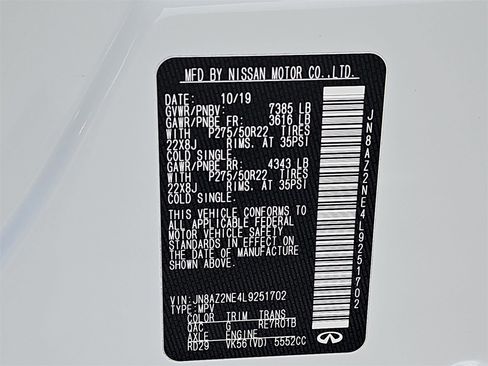 MFD BY NISSAN MOTOR CO.,LTD.
DATE: 10/19
GVWR/PNBV: 7385 LB
GAWR/PNBE FR: 3616 LB
WITH P275/50R22 TIRES
22X8J RIMS, AT 35PSI
COLD SINGLE.
GAWR/PNBE RR: 4343 LB
WITH P275/50R22 TIRES
22X8J RIMS, AT 35PSI
COLD SINGLE.
THIS VEHICLE CONFORMS TO
ALL APPLICABLE FEDERAL
MOTOR VEHICLE SAFETY
STANDARDS IN EFFECT ON
THE DATE OF MANUFACTURE
SHOWN ABOVE.
VIN: JN8AZ2NE4L9251702
TYPE: MPV
COLOR TRIM TRANS
QAC G RE7R01B
AXLE ENGINE
RD29 VK56(VD) 5552CC
JN8AZ2NE4L9251702